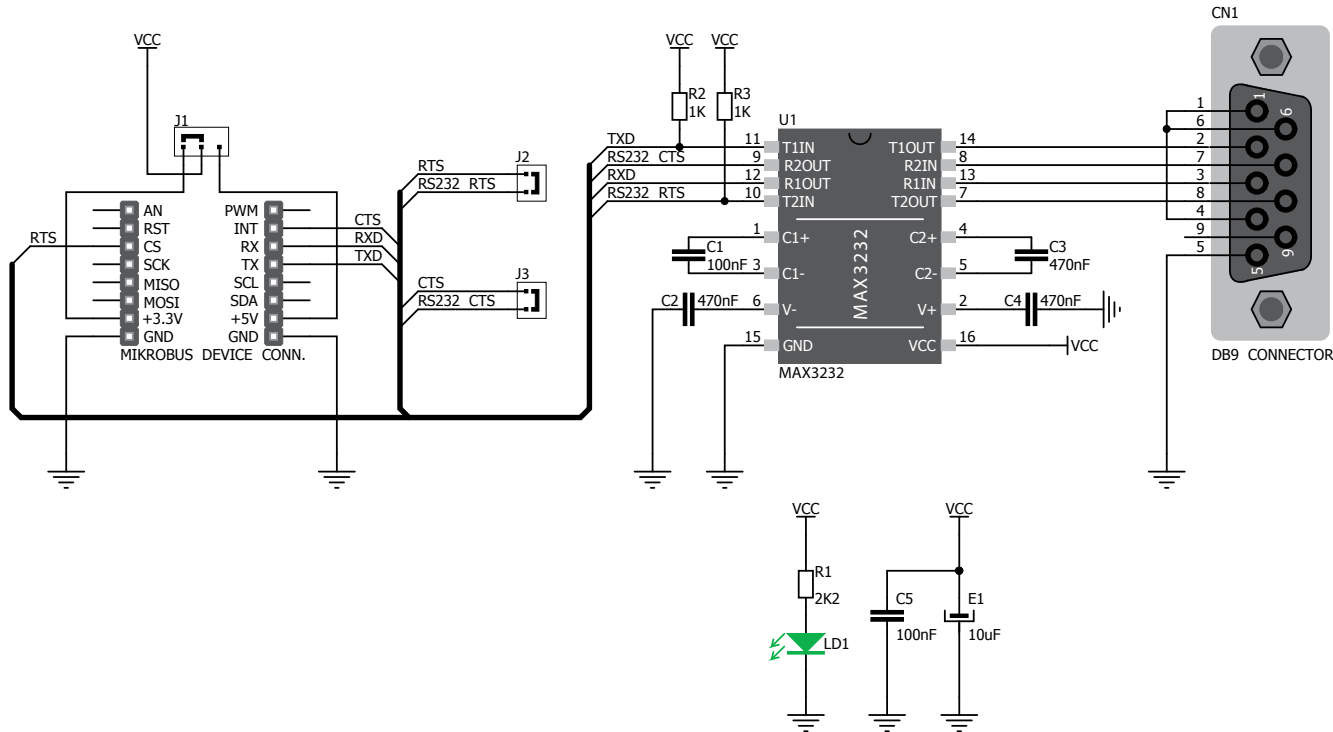 CN1
VCC
VCC
VCC
J1
R2
1K
R3
1K
U1
J2
RTS
RS232 RTS
TXD
RS232 CTS
RXD
RS232 RTS
11
9
12
10
T1IN
R2OUT
R1OUT
T2IN
T1OUT
R2IN
R1IN
T2OUT
14
8
13
7
1
6
2
7
3
8
4
9
5
1
6
5
9
RTS
AN
RST
CS
SCK
MISO
MOSI
+3.3V
GND
PWM
INT
RX
TX
SCL
SDA
+5V
GND
CTS
RXD
TXD
MIKROBUS DEVICE CONN.
J3
CTS
RS232 CTS
C1
100nF
1
3
C1+
C1-
C2
470nF
6
V-
15
GND
MAX3232
C2+
C2-
V+
VCC
4
5
2
16
C3
470nF
C4
470nF
VCC
MAX3232
DB9 CONNECTOR
VCC
R1
2K2
LD1
VCC
C5
100nF
E1
10uF